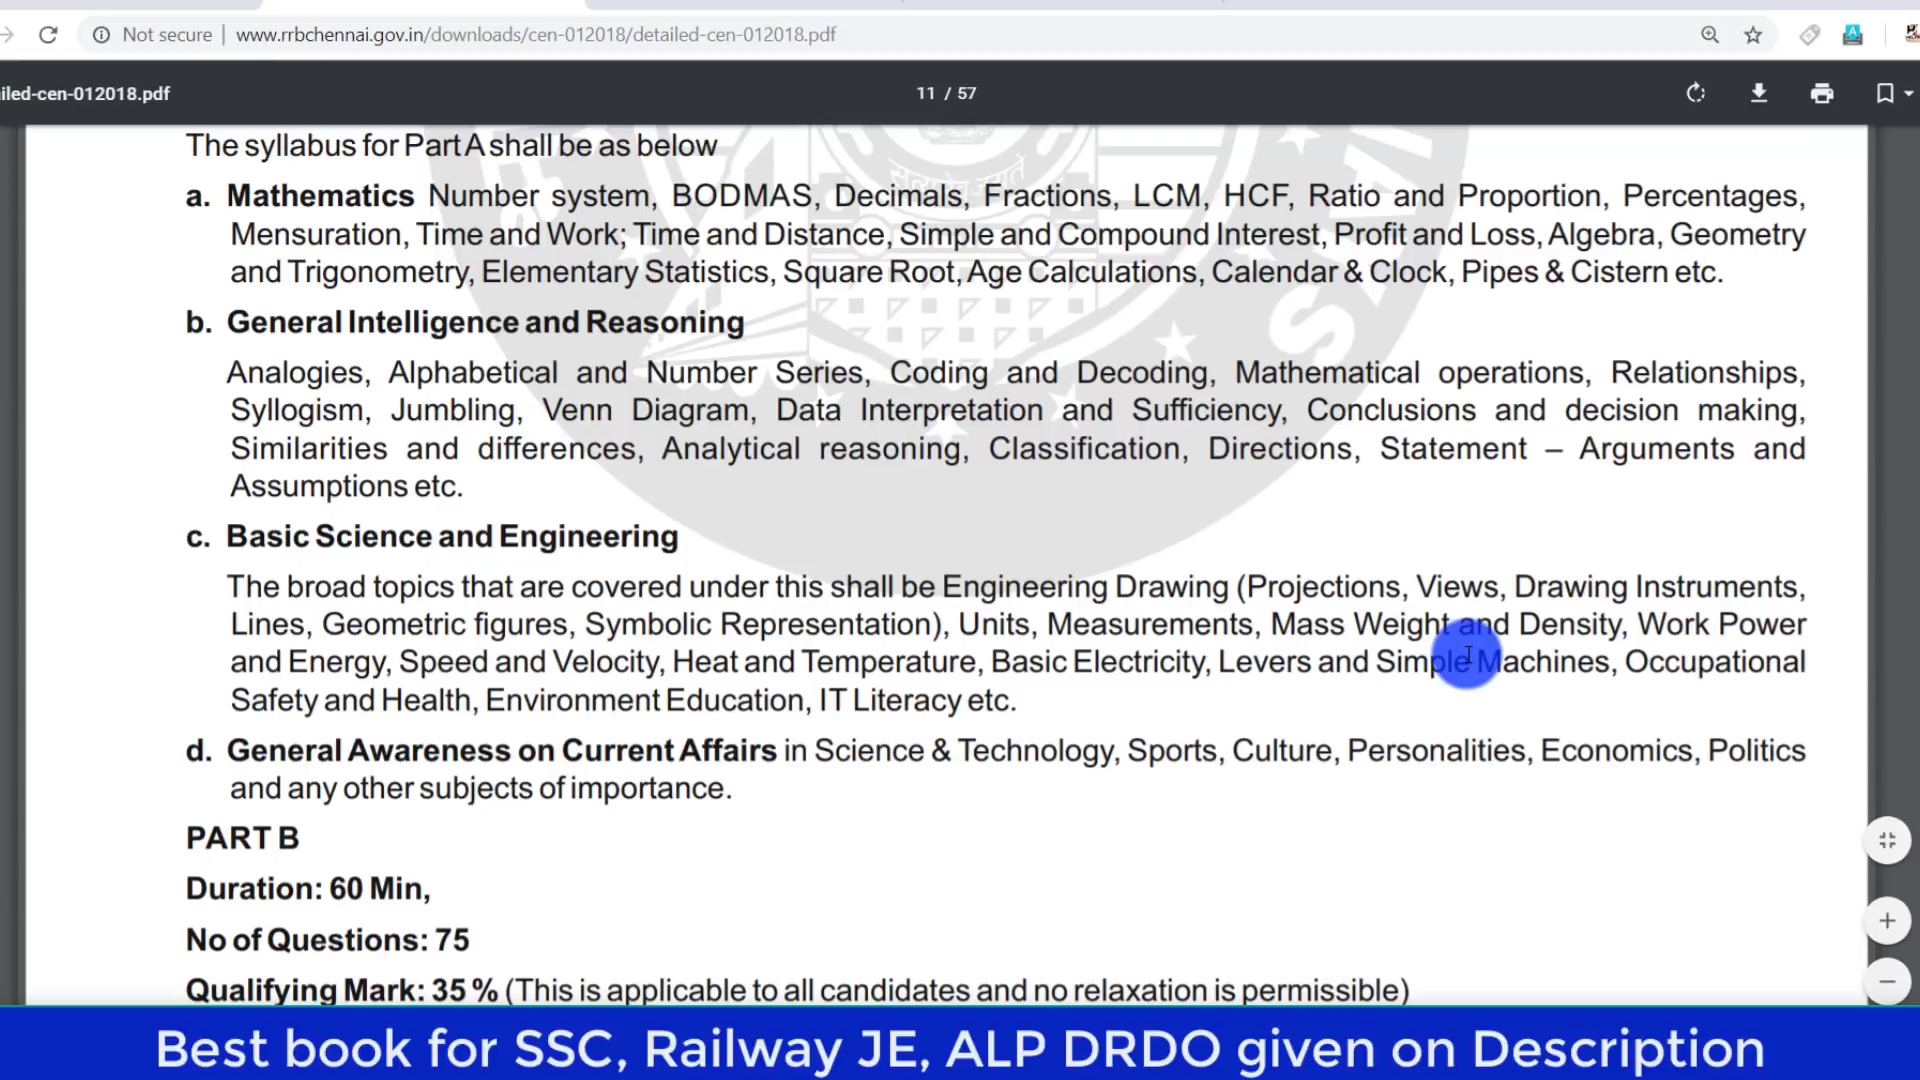 Not secure | www.rrbchennai.gov.in/downloads/cen-012018/detailed-cen-012018.pdf
iled-cen-012018.pdf
11 / 57
The syllabus for Part A shall be as below
a. Mathematics Number system, BODMAS, Decimals, Fractions, LCM, HCF, Ratio and Proportion, Percentages,
Mensuration, Time and Work; Time and Distance, Simple and Compound Interest, Profit and Loss, Algebra, Geometry
and Trigonometry, Elementary Statistics, Square Root, Age Calculations, Calendar & Clock, Pipes & Cistern etc.
b. General Intelligence and Reasoning
Analogies, Alphabetical and Number Series, Coding and Decoding, Mathematical operations, Relationships,
Syllogism, Jumbling, Venn Diagram, Data Interpretation and Sufficiency, Conclusions and decision making,
Similarities and differences, Analytical reasoning, Classification, Directions, Statement – Arguments and
Assumptions etc.
c. Basic Science and Engineering
The broad topics that are covered under this shall be Engineering Drawing (Projections, Views, Drawing Instruments,
Lines, Geometric figures, Symbolic Representation), Units, Measurements, Mass Weight and Density, Work Power
and Energy, Speed and Velocity, Heat and Temperature, Basic Electricity, Levers and Simple Machines, Occupational
Safety and Health, Environment Education, IT Literacy etc.
d. General Awareness on Current Affairs in Science & Technology, Sports, Culture, Personalities, Economics, Politics
and any other subjects of importance.
PART B
Duration: 60 Min,
No of Questions: 75
Qualifying Mark: 35 % (This is applicable to all candidates and no relaxation is permissible)
Best book for SSC, Railway JE, ALP DRDO given on Description